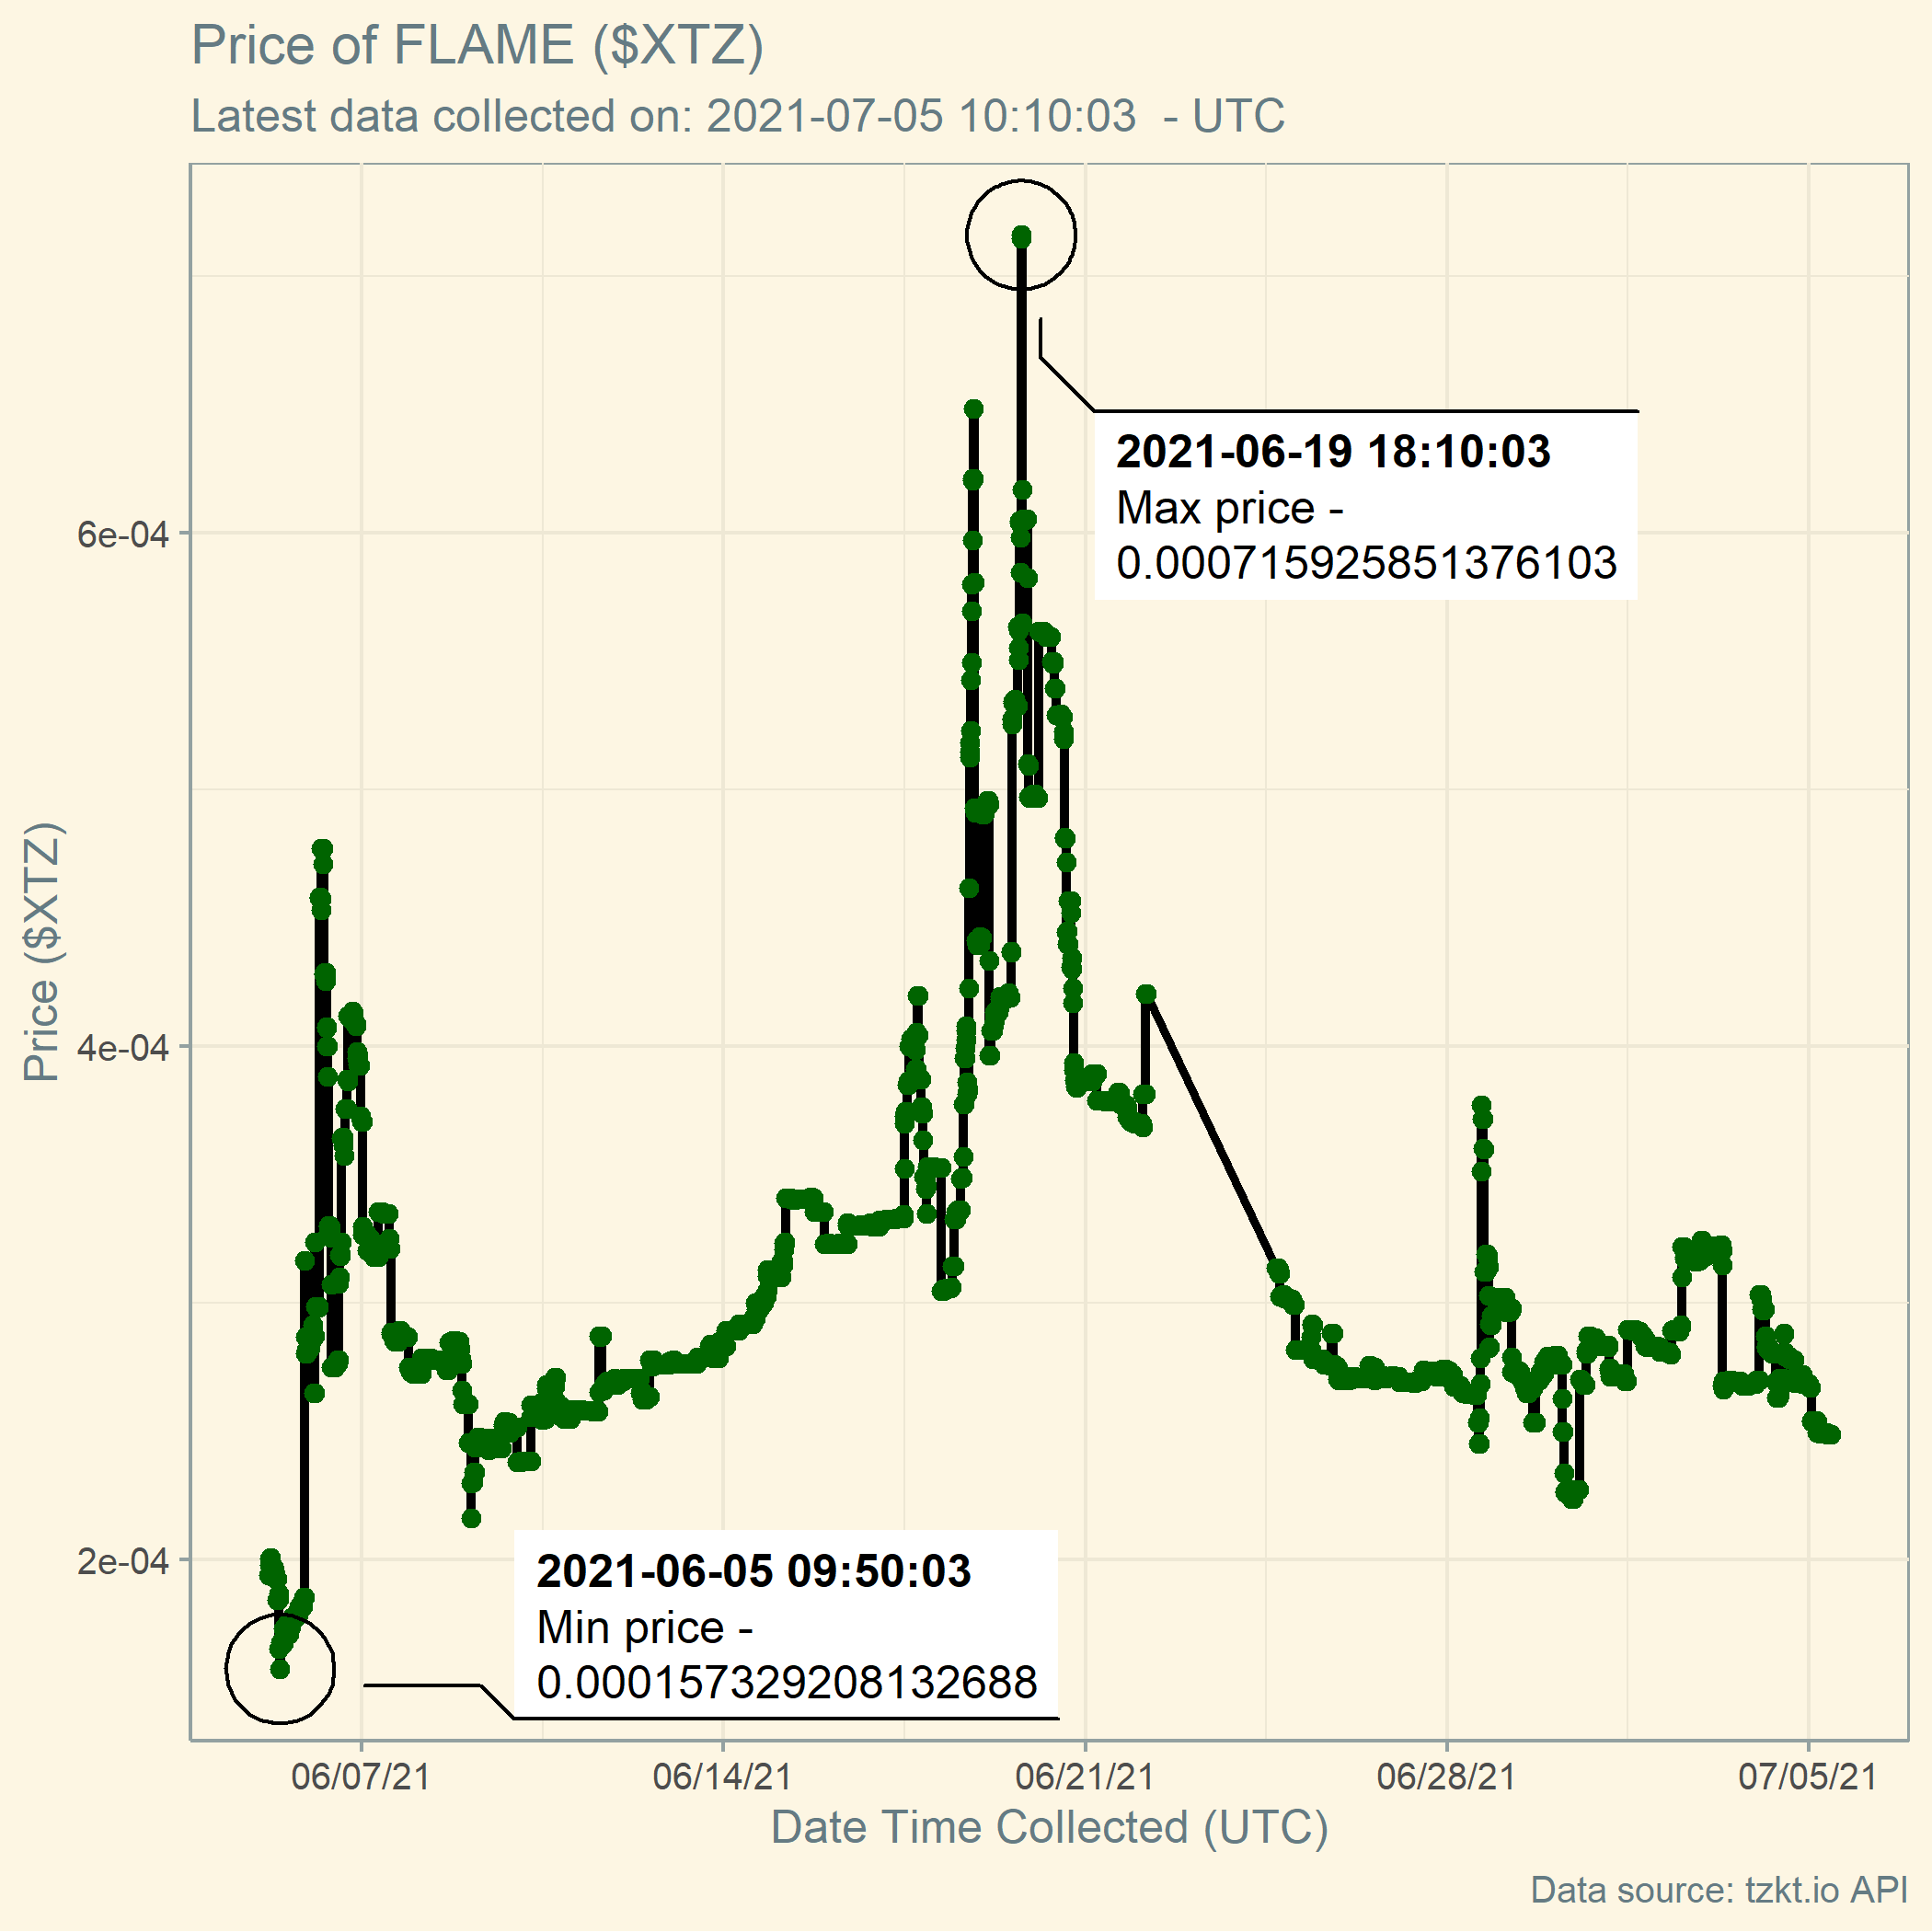 Price of FLAME ($XTZ)
Latest data collected on: 2021-07-05 10:10:03  - UTC
2021-06-19 18:10:03
Max price -
0.000715925851376103
6e-04
4e-04
2e-04
Price ($XTZ)
2021-06-05 09:50:03
Min price -
0.000157329208132688
06/07/21
06/14/21
06/21/21
06/28/21
07/05/21
Date Time Collected (UTC)
Data source: tzkt.io API